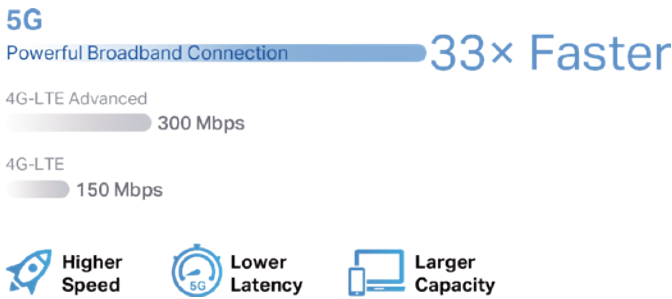 5G
Powerful Broadband Connection
33× Faster
4G-LTE Advanced
300 Mbps
4G-LTE
150 Mbps
Higher
Speed
5G
Lower
Latency
Larger
Capacity